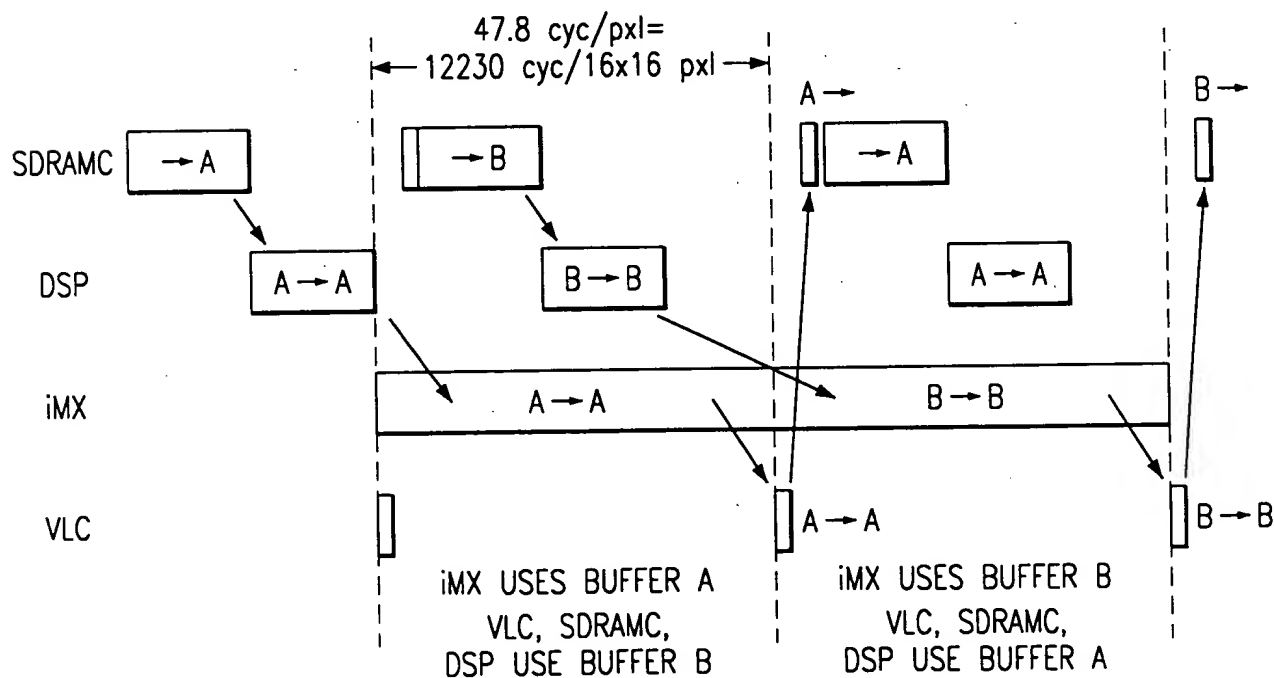 47.8 cyc/pxl=
12230 cyc/16x16 pxl
A →
B →
SDRAMC
→ A
→ B
→ A
DSP
A → A
B → B
A → A
iMX
A → A
B → B
VLC
A → A
B → B
iMX USES BUFFER A
VLC, SDRAMC,
DSP USE BUFFER B
iMX USES BUFFER B
VLC, SDRAMC,
DSP USE BUFFER A